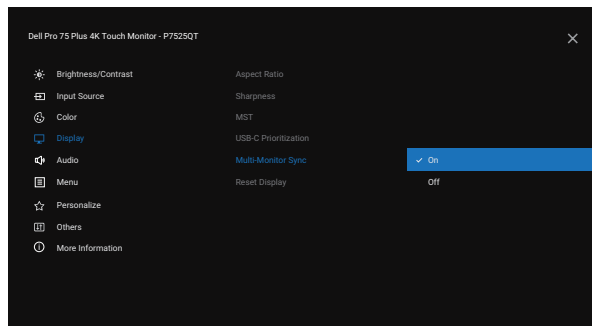 Dell Pro 75 Plus 4K Touch Monitor - P7525QT
Brightness/Contrast
Aspect Ratio
Input Source
Sharpness
Color
MST
Display
USB-C Prioritization
Audio
Multi-Monitor Sync
On
Menu
Reset Display
Off
Personalize
Others
More Information